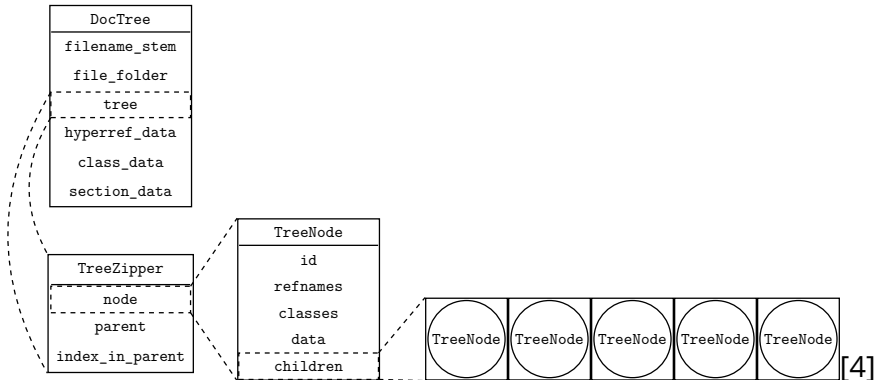 DocTree
filename_stem
file_folder
tree
hyperref_data
class_data
section_data
TreeZipper
node
parent
index_in_parent
TreeNode
id
refnames
classes
data
children
TreeNode TreeNode TreeNode TreeNode TreeNode
[4]